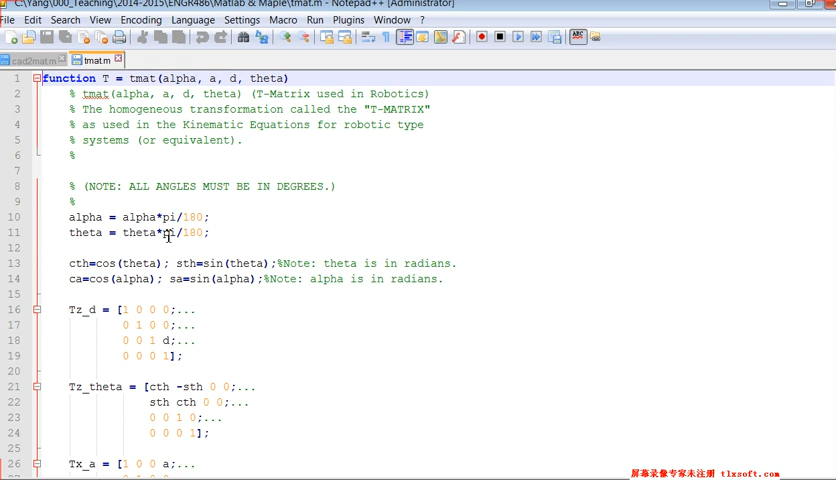 C:\Yang\000_Teaching\2014-2015\ENGR486\Matlab & Maple\tmat.m - Notepad++ [Administrator]
File Edit Search View Encoding Language Settings Macro Run Plugins Window ?
cad2mat.m tmat.m
1 function T = tmat(alpha, a, d, theta)
2 % tmat(alpha, a, d, theta) (T-Matrix used in Robotics)
3 % The homogeneous transformation called the "T-MATRIX"
4 % as used in the Kinematic Equations for robotic type
5 % systems (or equivalent).
6 %
7
8 % (NOTE: ALL ANGLES MUST BE IN DEGREES.)
9 %
10 alpha = alpha*pi/180;
11 theta = theta*pi/180;
12
13 cth=cos(theta); sth=sin(theta);%Note: theta is in radians.
14 ca=cos(alpha); sa=sin(alpha);%Note: alpha is in radians.
15
16 Tz_d = [1 0 0 0;...
17 0 1 0 0;...
18 0 0 1 d;...
19 0 0 0 1];
20
21 Tz_theta = [cth -sth 0 0;...
22 sth cth 0 0;...
23 0 0 1 0;...
24 0 0 0 1];
25
26 Tx_a = [1 0 0 a;...
屏幕录像专家未注册 tlxsoft.com